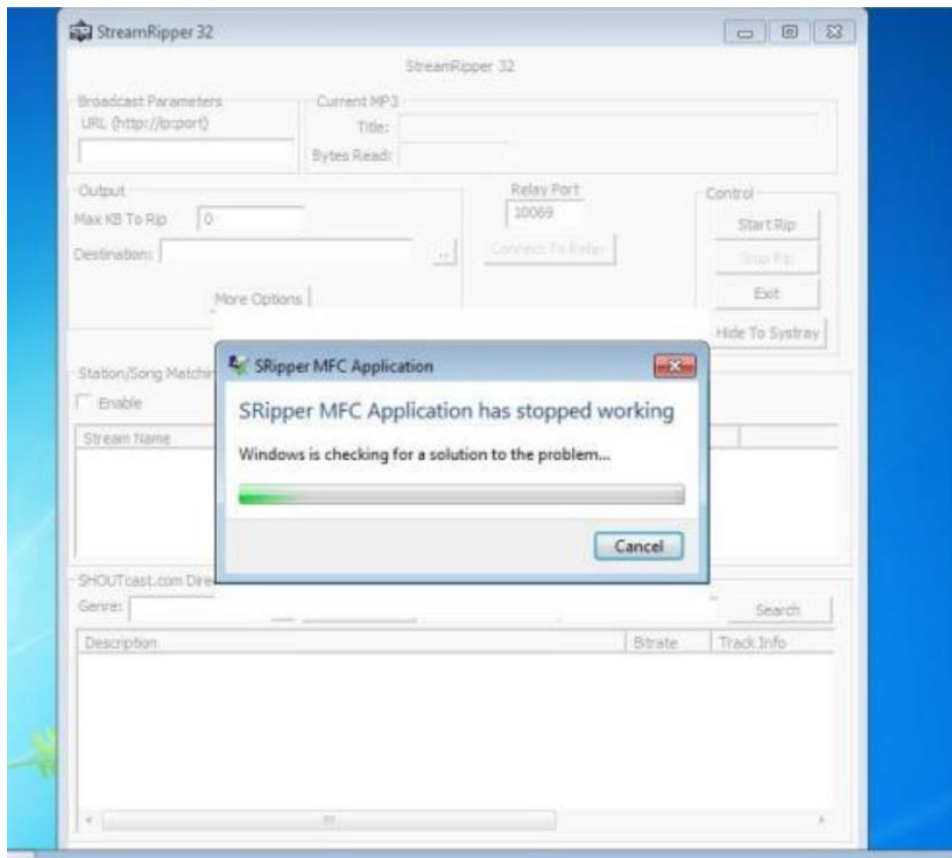 StreamRipper 32
StreamRipper 32
Broadcast Parameters
URL (http://ip:port)
Current MP3
Title:
Bytes Read:
Output
Max KB To Rip 0
Destination: ..
More Options
Relay Port
10069
Connect To Relay
Control
Start Rip
Stop Rip
Exit
Hide To Systray
Station/Song Matchin
Enable
Stream Name
SRipper MFC Application
SRipper MFC Application has stopped working
Windows is checking for a solution to the problem...
Cancel
SHOUTcast.com Dire
Genre:
Search
Description Bitrate Track Info